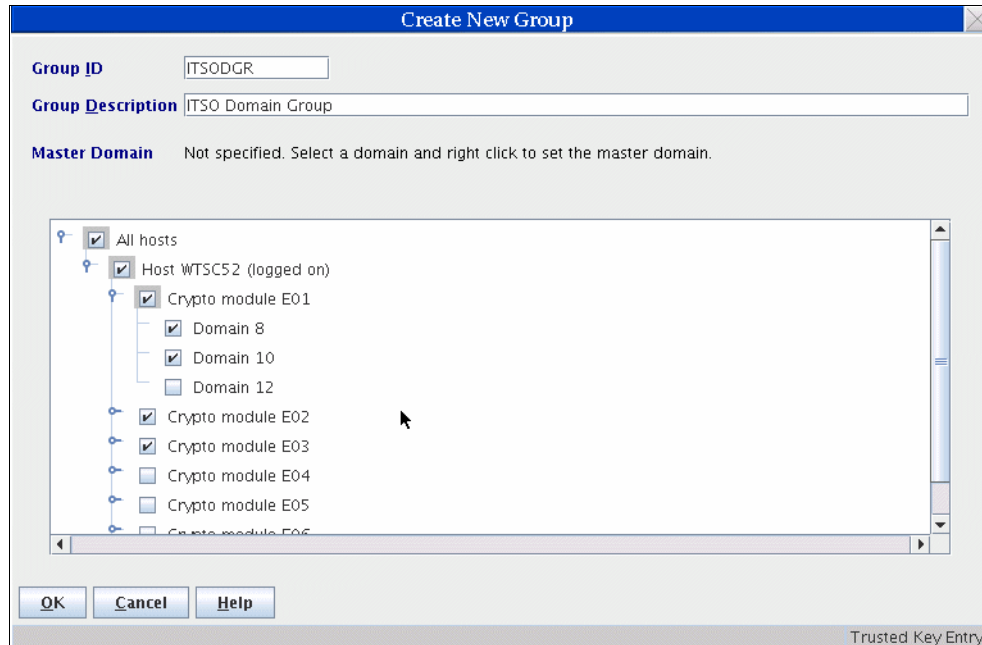 Create New Group
Group ID ITSODGR
Group Description ITSO Domain Group
Master Domain Not specified. Select a domain and right click to set the master domain.
All hosts
Host WTSC52 (logged on)
Crypto module E01
Domain 8
Domain 10
Domain 12
Crypto module E02
Crypto module E03
Crypto module E04
Crypto module E05
Crypto module E06
OK Cancel Help
Trusted Key Entry